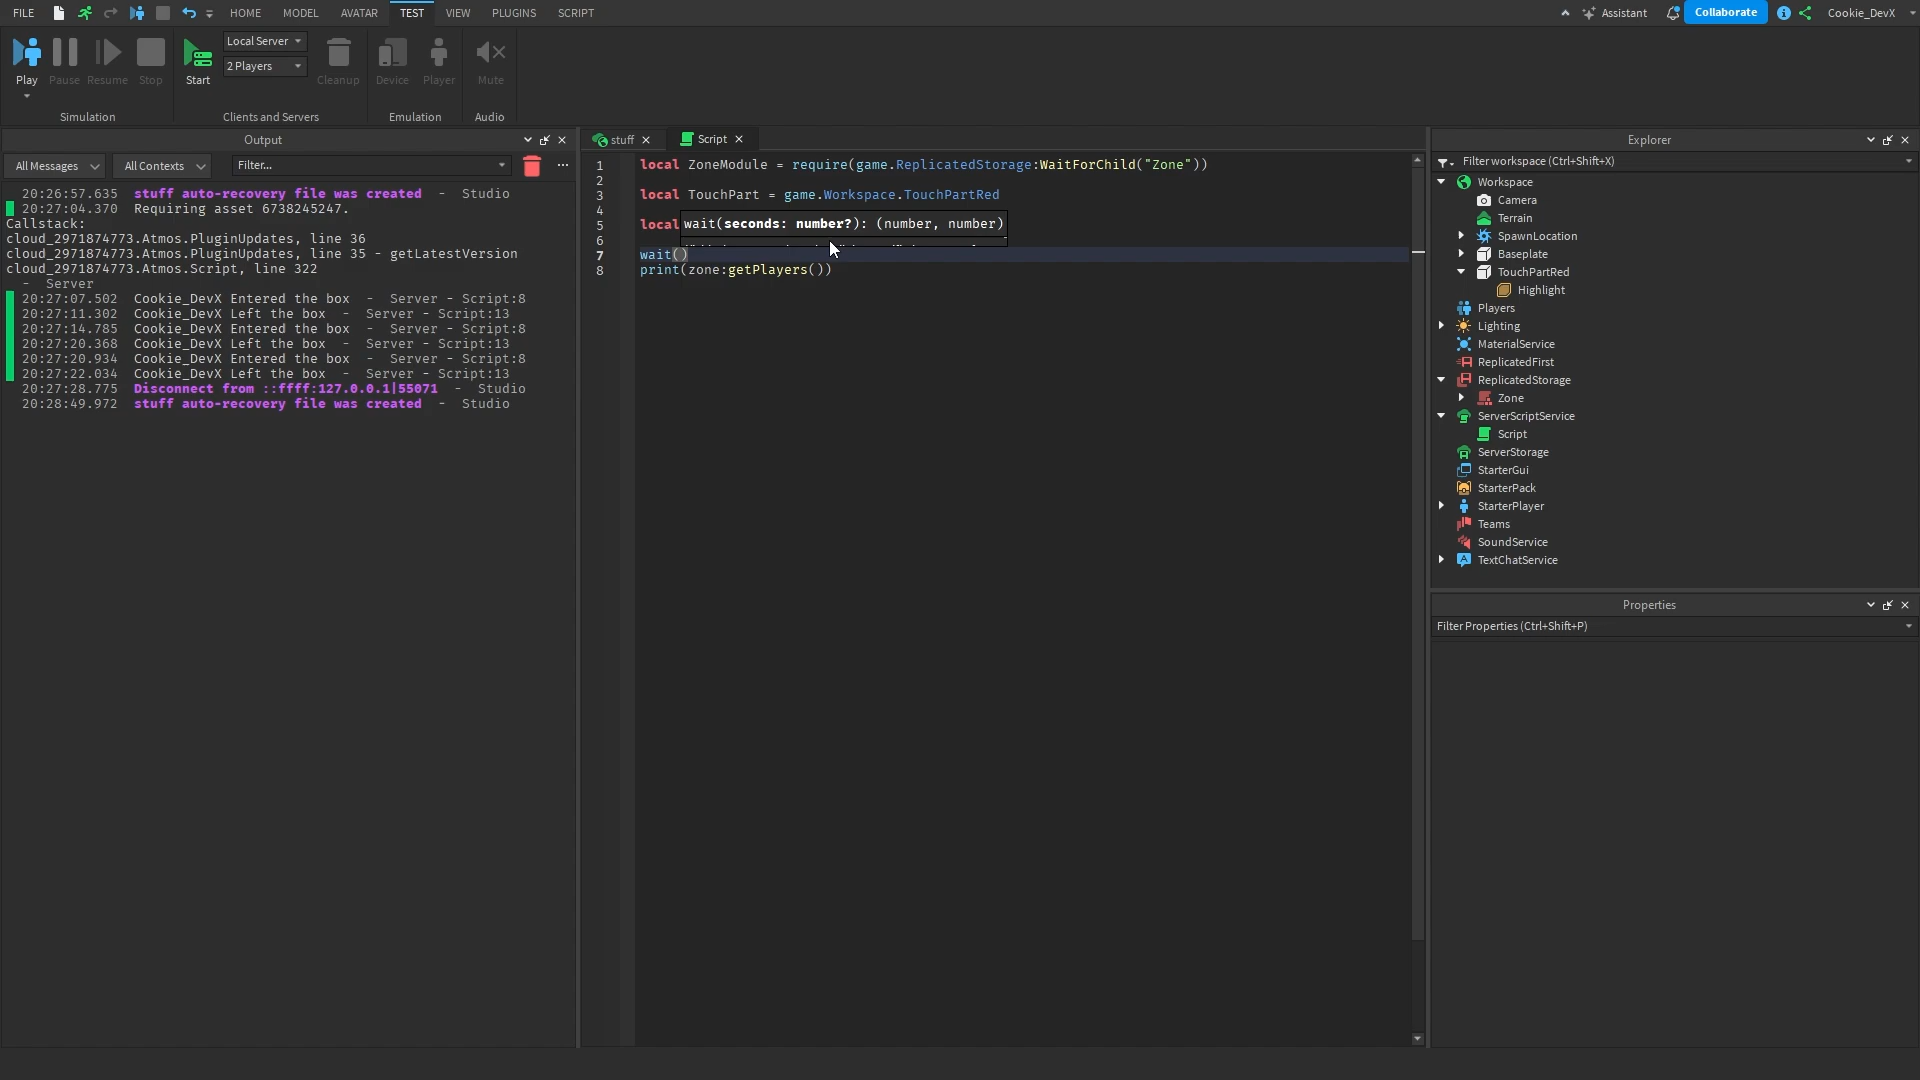 FILE HOME MODEL AVATAR TEST VIEW PLUGINS SCRIPT Assistant Collaborate Cookie_DevX
Play Pause Resume Stop Start Local Server 2 Players Cleanup Device Player Mute
Simulation Clients and Servers Emulation Audio
Output
All Messages All Contexts Filter...
20:26:57.635 stuff auto-recovery file was created - Studio
20:27:04.370 Requiring asset 6738245247.
Callstack:
cloud_2971874773.Atmos.PluginUpdates, line 36
cloud_2971874773.Atmos.PluginUpdates, line 35 - getLatestVersion
cloud_2971874773.Atmos.Script, line 322
- Server
20:27:07.502 Cookie_DevX Entered the box - Server - Script:8
20:27:11.302 Cookie_DevX Left the box - Server - Script:13
20:27:14.785 Cookie_DevX Entered the box - Server - Script:8
20:27:20.368 Cookie_DevX Left the box - Server - Script:13
20:27:20.934 Cookie_DevX Entered the box - Server - Script:8
20:27:22.034 Cookie_DevX Left the box - Server - Script:13
20:27:28.775 Disconnect from ::ffff:127.0.0.1|55071 - Studio
20:28:49.972 stuff auto-recovery file was created - Studio
stuff Script
1 local ZoneModule = require(game.ReplicatedStorage:WaitForChild("Zone"))
2
3 local TouchPart = game.Workspace.TouchPartRed
4
5 local wait(seconds: number?): (number, number)
6
7 wait()
8 print(zone:getPlayers())
Explorer
Filter workspace (Ctrl+Shift+X)
Workspace
Camera
Terrain
SpawnLocation
Baseplate
TouchPartRed
Highlight
Players
Lighting
MaterialService
ReplicatedFirst
ReplicatedStorage
Zone
ServerScriptService
Script
ServerStorage
StarterGui
StarterPack
StarterPlayer
Teams
SoundService
TextChatService
Properties
Filter Properties (Ctrl+Shift+P)